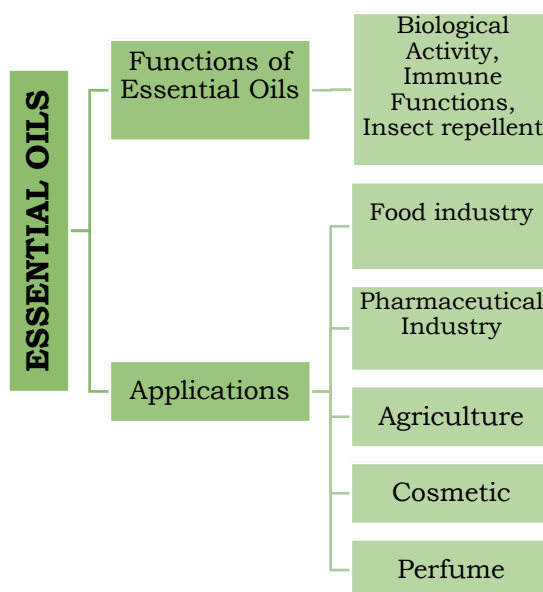 ESSENTIAL OILS
Functions of
Essential Oils
Biological
Activity,
Immune
Functions,
Insect repellent
Applications
Food industry
Pharmaceutical
Industry
Agriculture
Cosmetic
Perfume